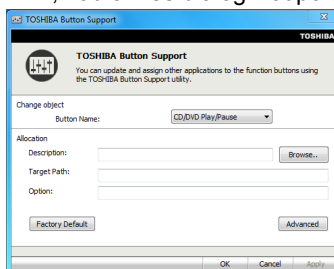 TOSHIBA Button Support
TOSHIBA
TOSHIBA Button Support
You can update and assign other applications to the function buttons using
the TOSHIBA Button Support utility.
Change object
Button Name:
CD/DVD Play/Pause
Allocation
Description:
Browse..
Target Path:
Option:
Factory Default
Advanced
OK
Cancel
Apply